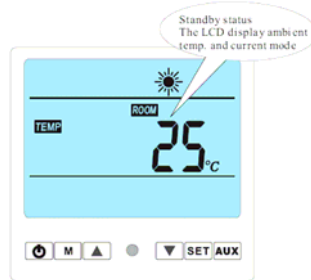 Standby status
The LCD display ambient
temp. and current mode
ROOM
TEMP
25°C
M
SET AUX